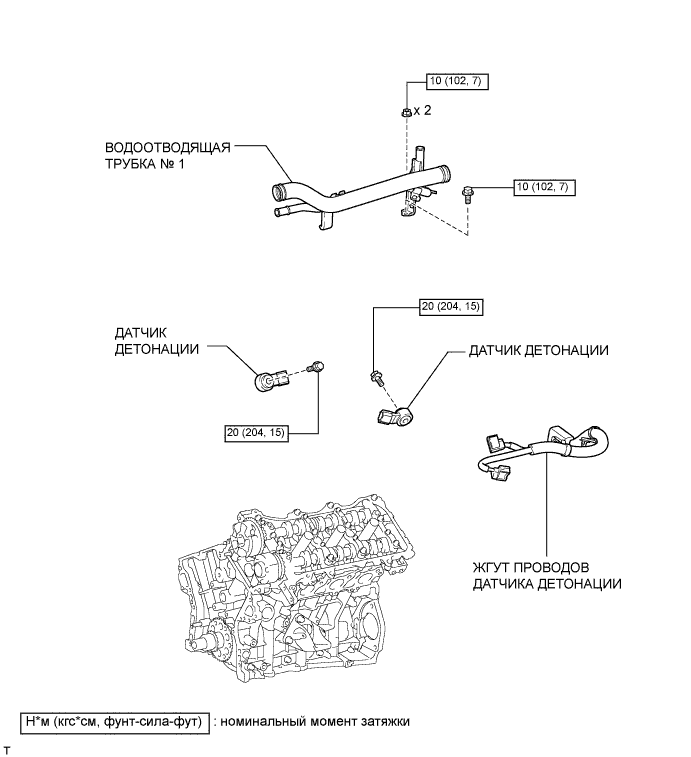 10 (102, 7)
x 2
ВОДООТВОДЯЩАЯ
ТРУБКА № 1
10 (102, 7)
20 (204, 15)
ДАТЧИК
ДЕТОНАЦИИ
ДАТЧИК ДЕТОНАЦИИ
20 (204, 15)
ЖГУТ ПРОВОДОВ
ДАТЧИКА ДЕТОНАЦИИ
Н*м (кгс*см, фунт-сила-фут) : номинальный момент затяжки
T